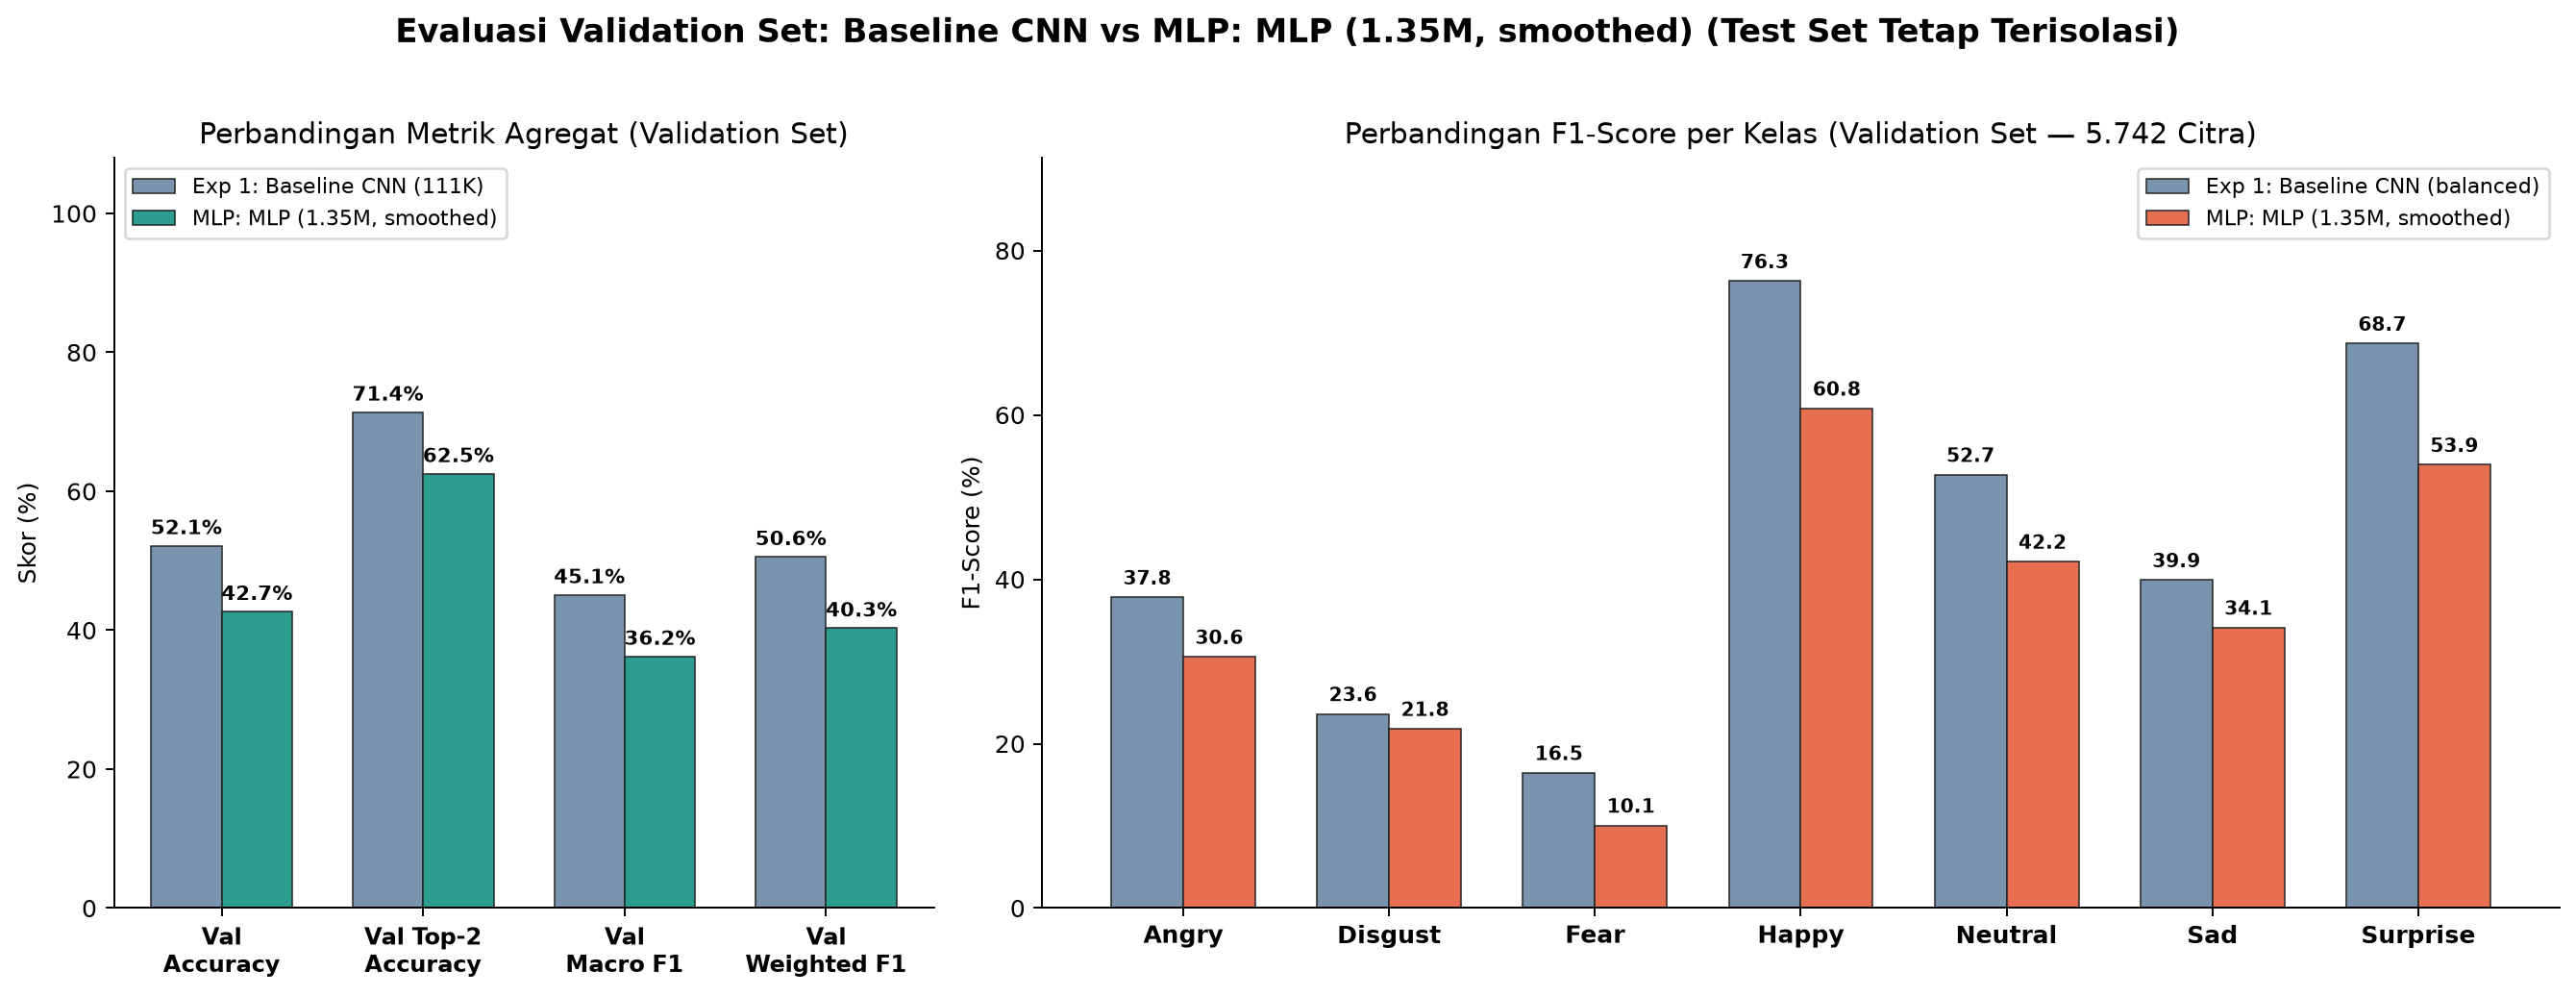 Evaluasi Validation Set: Baseline CNN vs MLP: MLP (1.35M, smoothed) (Test Set Tetap Terisolasi)
Perbandingan Metrik Agregat (Validation Set)
Exp 1: Baseline CNN (111K)
MLP: MLP (1.35M, smoothed)
Skor (%)
100
80
60
40
20
0
52.1%
42.7%
71.4%
62.5%
45.1%
36.2%
50.6%
40.3%
Val
Accuracy
Val Top-2
Accuracy
Val
Macro F1
Val
Weighted F1
Perbandingan F1-Score per Kelas (Validation Set — 5.742 Citra)
Exp 1: Baseline CNN (balanced)
MLP: MLP (1.35M, smoothed)
F1-Score (%)
80
60
40
20
0
37.8
30.6
23.6
21.8
16.5
10.1
76.3
60.8
52.7
42.2
39.9
34.1
68.7
53.9
Angry
Disgust
Fear
Happy
Neutral
Sad
Surprise